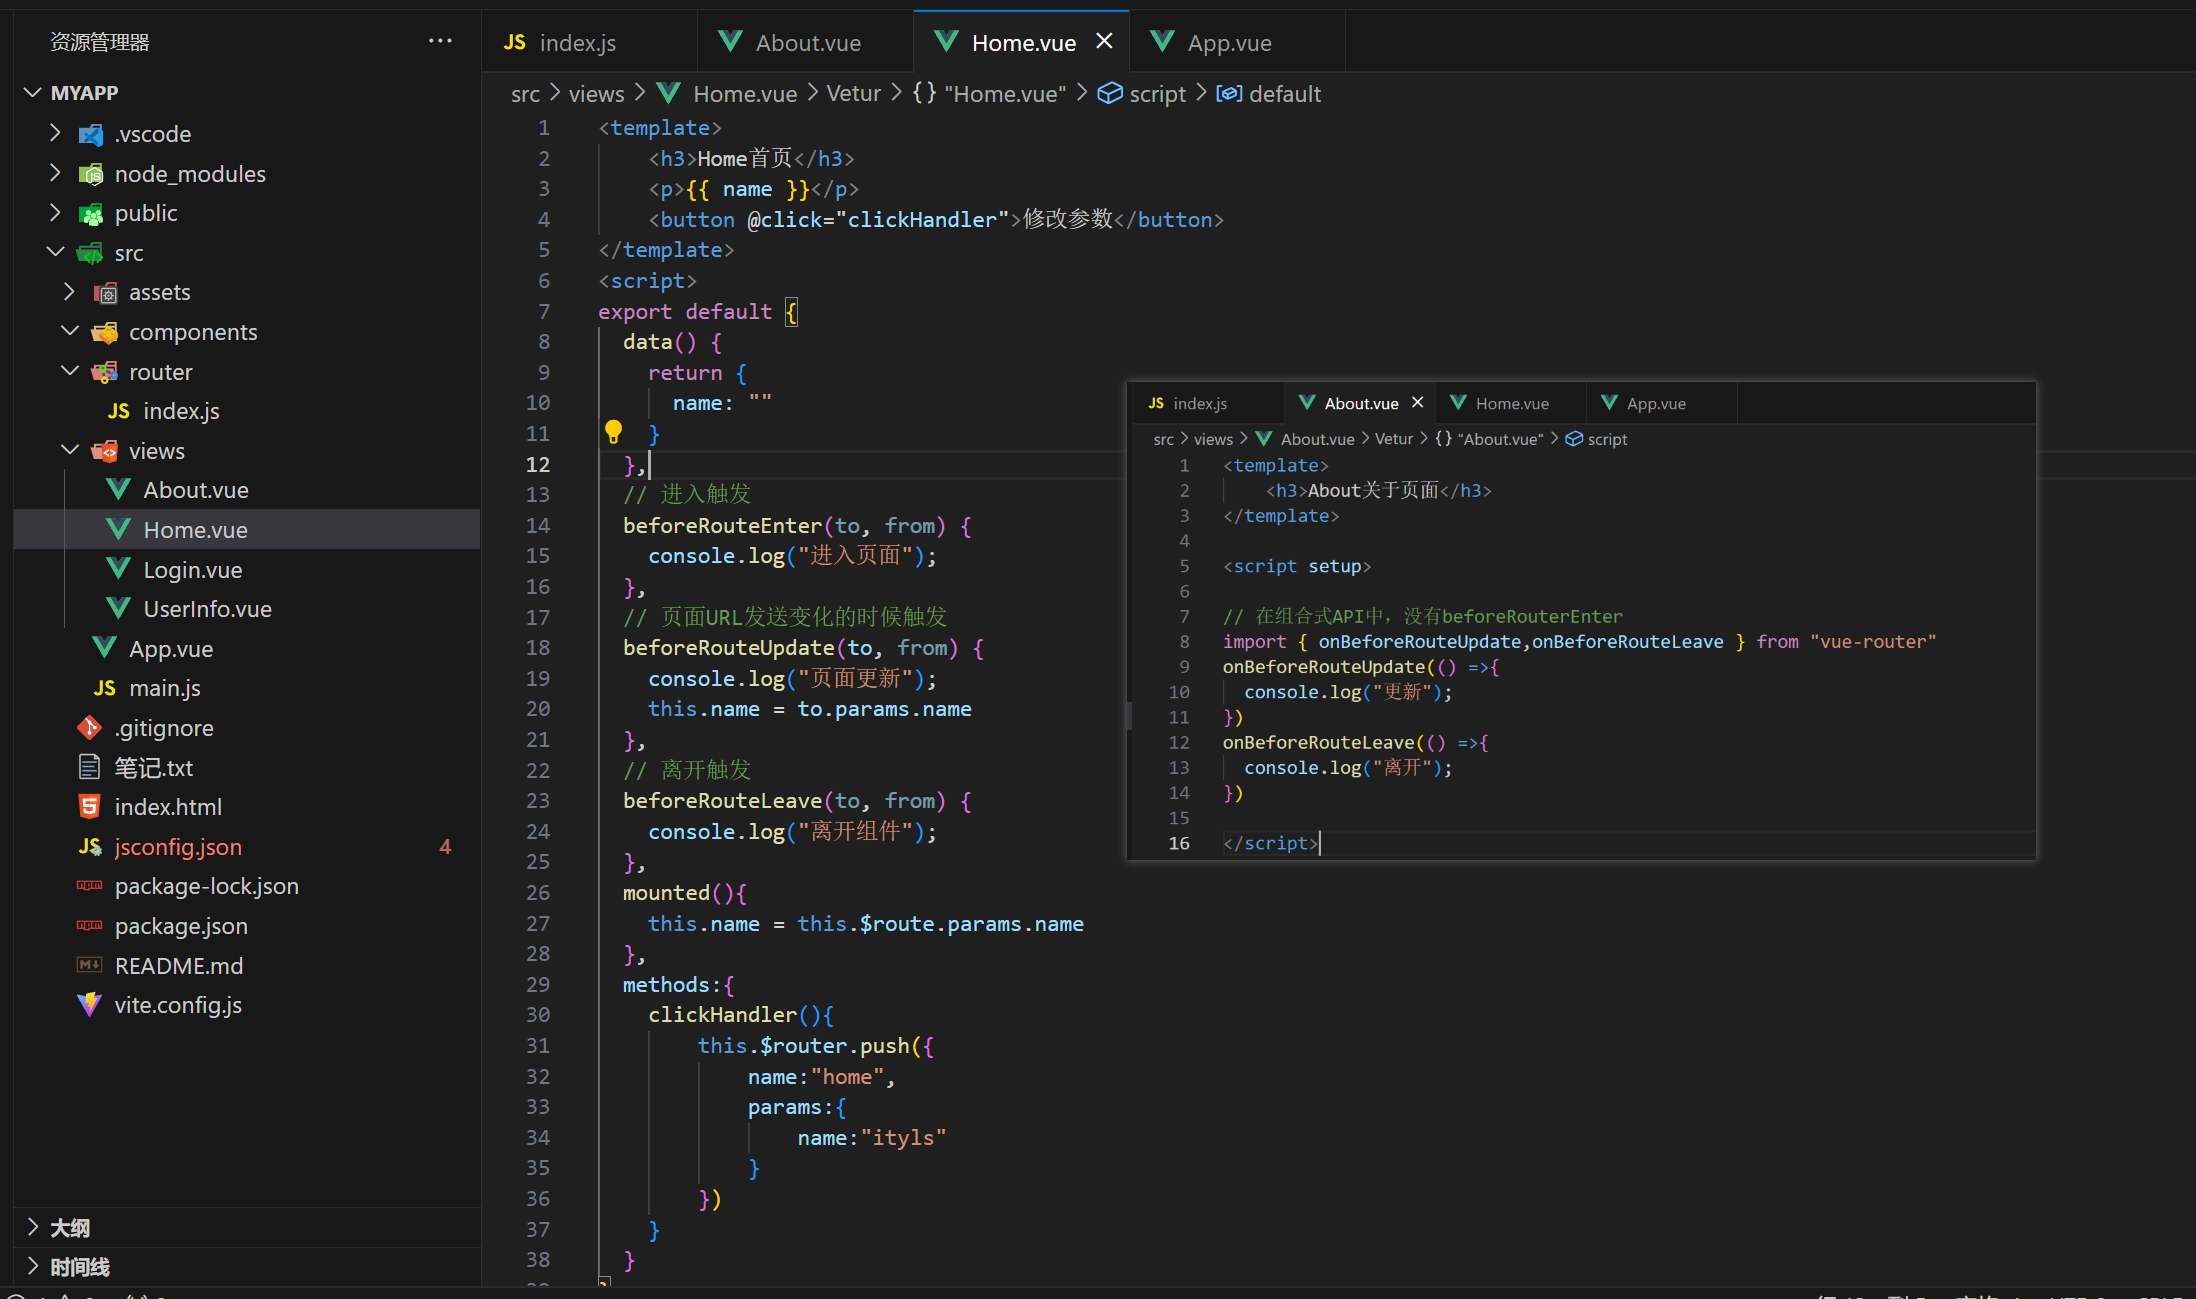 资源管理器 ···
MYAPP
.vscode
node_modules
public
src
assets
components
router
JS index.js
views
About.vue
Home.vue
Login.vue
UserInfo.vue
App.vue
JS main.js
.gitignore
笔记.txt
index.html
JS jsconfig.json 4
package-lock.json
package.json
README.md
vite.config.js
大纲
时间线
JS index.js About.vue Home.vue × App.vue
src > views > Home.vue > Vetur > {} "Home.vue" > script > default
1 <template>
2 <h3>Home首页</h3>
3 <p>{{ name }}</p>
4 <button @click="clickHandler">修改参数</button>
5 </template>
6 <script>
7 export default {
8 data() {
9 return {
10 name: ""
11 }
12 },
13 // 进入触发
14 beforeRouteEnter(to, from) {
15 console.log("进入页面");
16 },
17 // 页面URL发送变化的时候触发
18 beforeRouteUpdate(to, from) {
19 console.log("页面更新");
20 this.name = to.params.name
21 },
22 // 离开触发
23 beforeRouteLeave(to, from) {
24 console.log("离开组件");
25 },
26 mounted(){
27 this.name = this.$route.params.name
28 },
29 methods:{
30 clickHandler(){
31 this.$router.push({
32 name:"home",
33 params:{
34 name:"ityls"
35 }
36 })
37 }
38 }
JS index.js About.vue × Home.vue App.vue
src > views > About.vue > Vetur > {} "About.vue" > script
1 <template>
2 <h3>About关于页面</h3>
3 </template>
4
5 <script setup>
6
7 // 在组合式API中，没有beforeRouterEnter
8 import { onBeforeRouteUpdate,onBeforeRouteLeave } from "vue-router"
9 onBeforeRouteUpdate(() =>{
10 console.log("更新");
11 })
12 onBeforeRouteLeave(() =>{
13 console.log("离开");
14 })
15
16 </script>